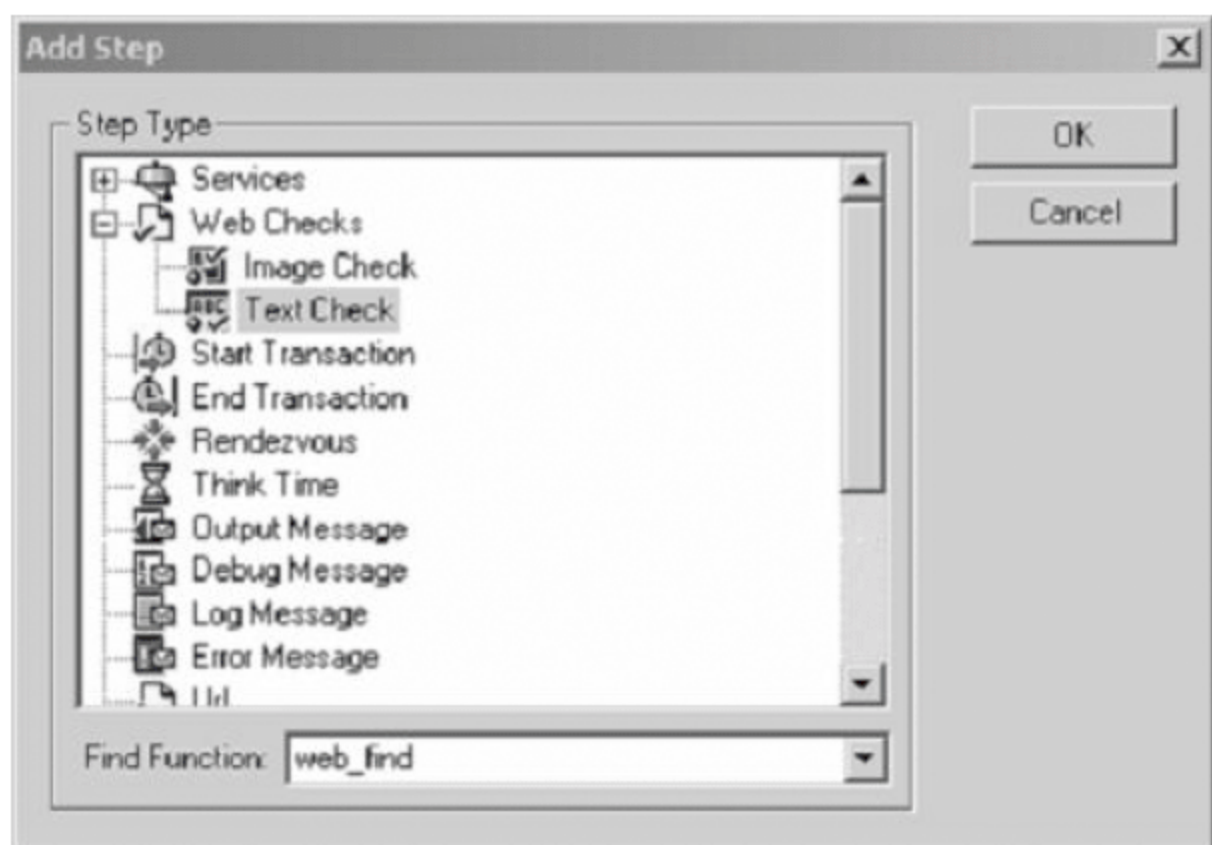 Add Step
Step Type
OK
Cancel
Services
Web Checks
Image Check
Text Check
Start Transaction
End Transaction
Rendezvous
Think Time
Output Message
Debug Message
Log Message
Error Message
Url
Find Function:
web_find